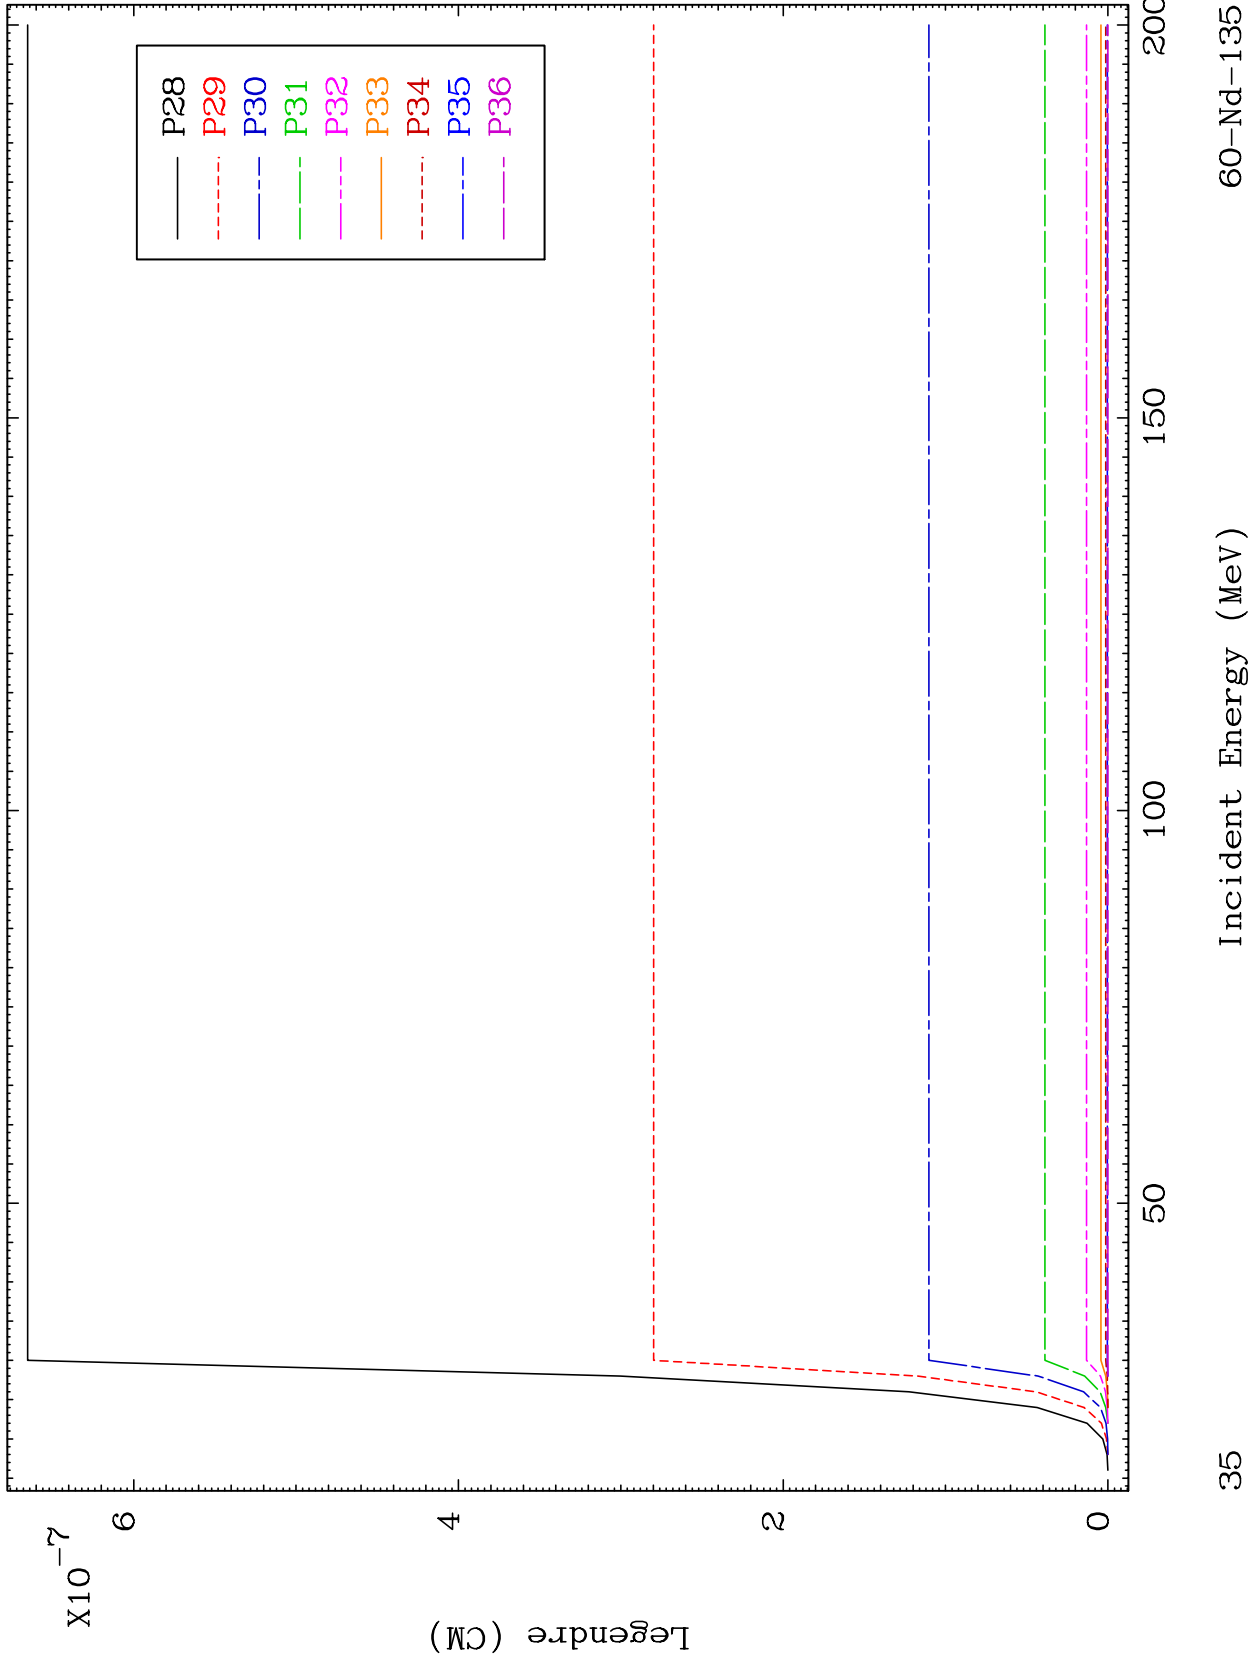 X10⁻⁷
6
4
2
0
Legendre (CM)
P28
P29
P30
P31
P32
P33
P34
P35
P36
50
100
150
200
35
Incident Energy (MeV)
60-Nd-135